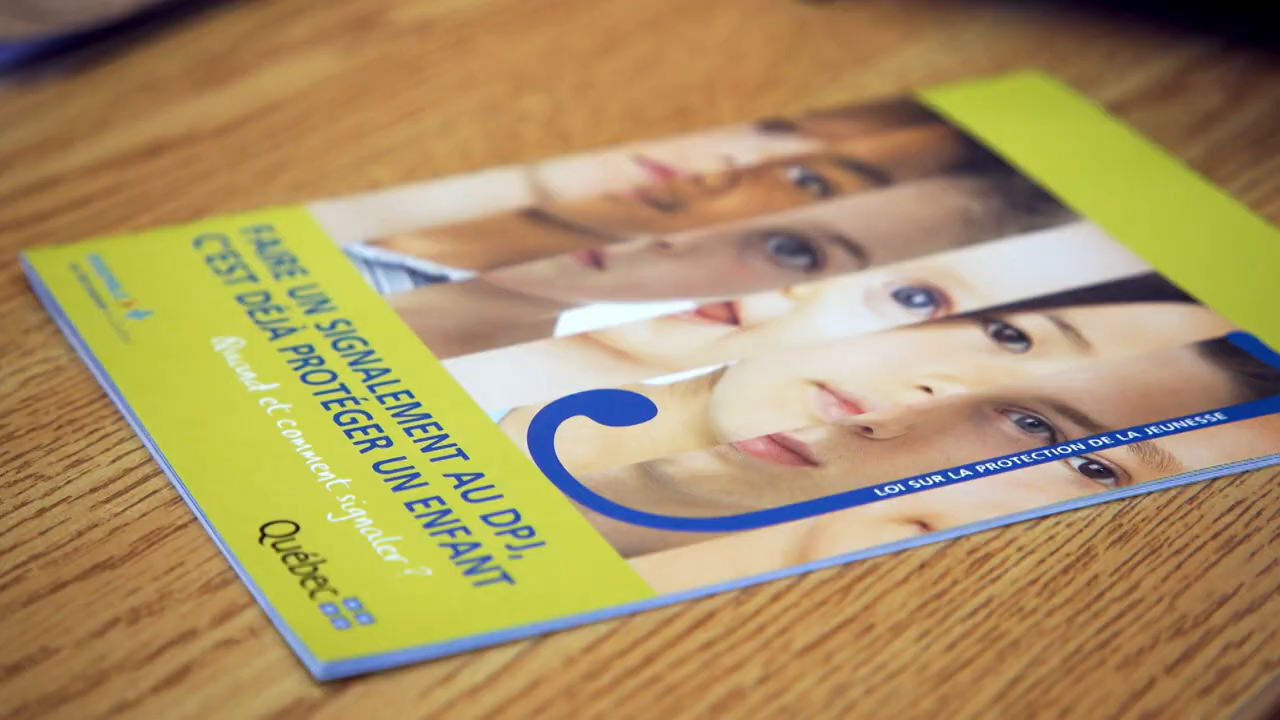 LOI SUR LA PROTECTION DE LA JEUNESSE
FAIRE UN SIGNALEMENT AU DPJ,
C'EST DÉJÀ PROTÉGER UN ENFANT
Quand et comment signaler ?
Québec